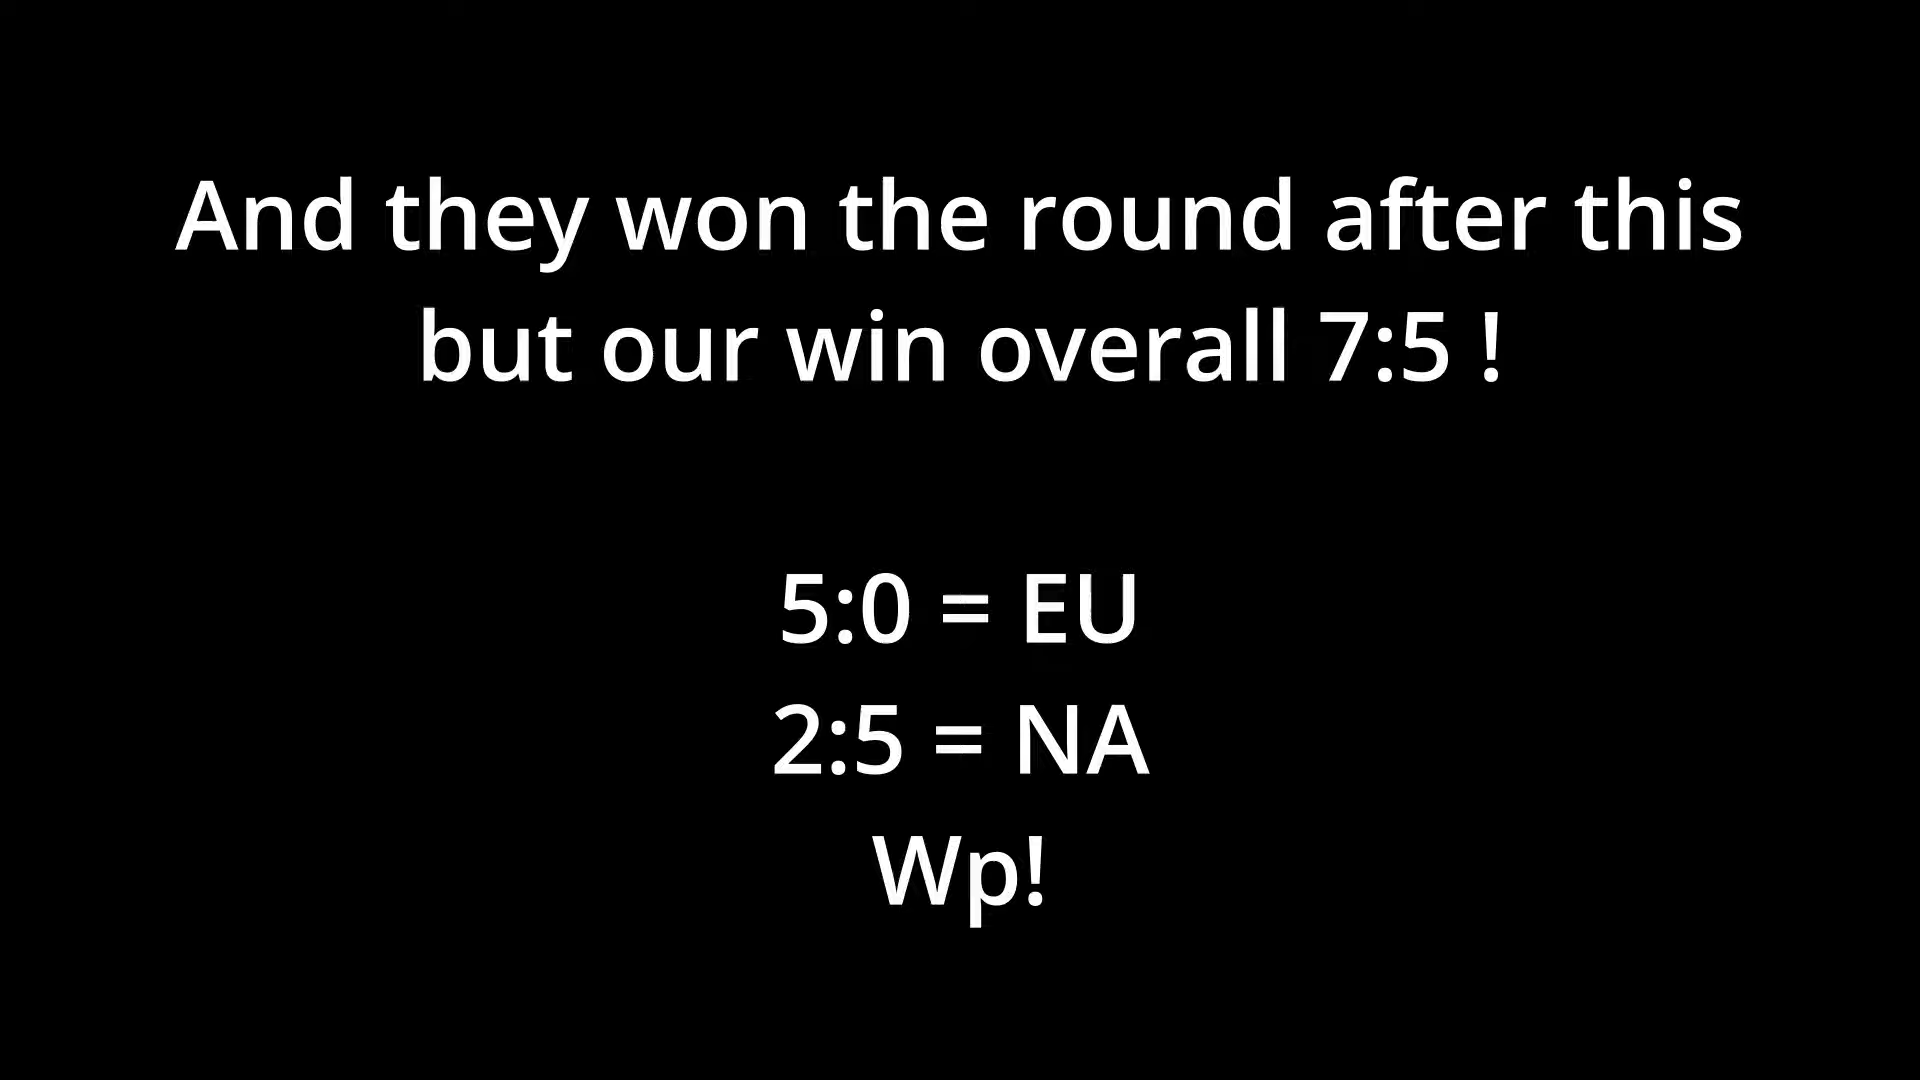 And they won the round after this
but our win overall 7:5 !
5:0 = EU
2:5 = NA
Wp!